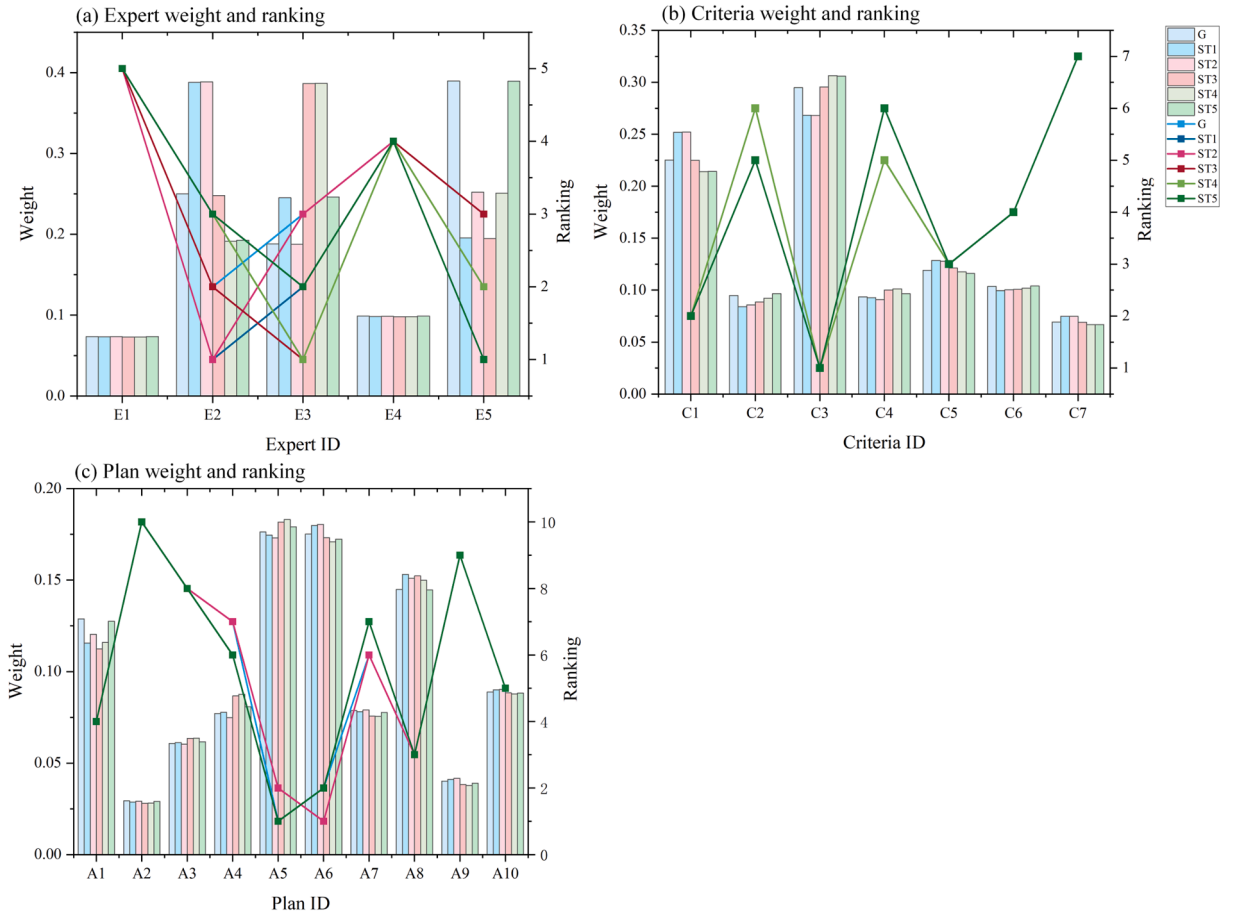 (a) Expert weight and ranking
Weight
0.4
0.3
0.2
0.1
0.0
5
4
3
2
1
Ranking
E1 E2 E3 E4 E5
Expert ID
(b) Criteria weight and ranking
Weight
0.35
0.30
0.25
0.20
0.15
0.10
0.05
0.00
7
6
5
4
3
2
1
Ranking
C1 C2 C3 C4 C5 C6 C7
Criteria ID
G
ST1
ST2
ST3
ST4
ST5
G
ST1
ST2
ST3
ST4
ST5
(c) Plan weight and ranking
Weight
0.20
0.15
0.10
0.05
0.00
10
8
6
4
2
0
Ranking
A1 A2 A3 A4 A5 A6 A7 A8 A9 A10
Plan ID